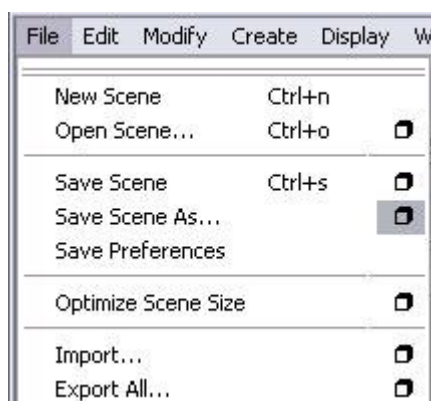 File Edit Modify Create Display W
New Scene Ctrl+n
Open Scene... Ctrl+o
Save Scene Ctrl+s
Save Scene As...
Save Preferences
Optimize Scene Size
Import...
Export All...